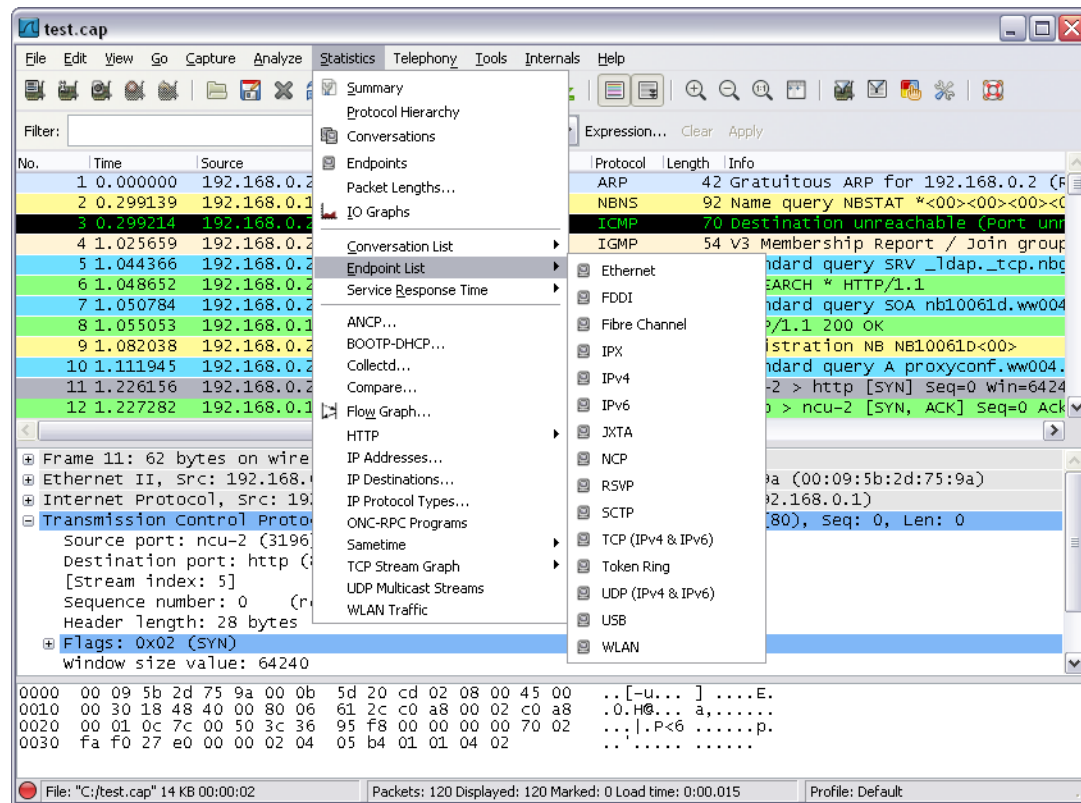 test.cap
File Edit View Go Capture Analyze Statistics Telephony Tools Internals Help
Filter: Expression... Clear Apply
Summary
Protocol Hierarchy
Conversations
Endpoints
Packet Lengths...
IO Graphs
Conversation List
Endpoint List
Service Response Time
ANCP...
BOOTP-DHCP...
Collectd...
Compare...
Flow Graph...
HTTP
IP Addresses...
IP Destinations...
IP Protocol Types...
ONC-RPC Programs
Sametime
TCP Stream Graph
UDP Multicast Streams
WLAN Traffic
Ethernet
FDDI
Fibre Channel
IPX
IPv4
IPv6
JXTA
NCP
RSVP
SCTP
TCP (IPv4 & IPv6)
Token Ring
UDP (IPv4 & IPv6)
USB
WLAN
No. Time Source Protocol Length Info
1 0.000000 192.168.0.2 ARP 42 Gratuitous ARP for 192.168.0.2 (R
2 0.299139 192.168.0.1 NBNS 92 Name query NBSTAT *<00><00><00><
3 0.299214 192.168.0.2 ICMP 70 Destination unreachable (Port unr
4 1.025659 192.168.0.2 IGMP 54 V3 Membership Report / Join group
5 1.044366 192.168.0.2 ndard query SRV _ldap._tcp.nbg
6 1.048652 192.168.0.2 EARCH * HTTP/1.1
7 1.050784 192.168.0.2 ndard query SOA nb10061d.ww004
8 1.055053 192.168.0.1 P/1.1 200 OK
9 1.082038 192.168.0.2 istration NB NB10061D<00>
10 1.111945 192.168.0.2 ndard query A proxyconf.ww004.
11 1.226156 192.168.0.2 -2 > http [SYN] Seq=0 Win=6424
12 1.227282 192.168.0.1 > ncu-2 [SYN, ACK] Seq=0 Ack
Frame 11: 62 bytes on wire
Ethernet II, Src: 192.168. 9a (00:09:5b:2d:75:9a)
Internet Protocol, Src: 19 92.168.0.1)
Transmission Control Proto (80), Seq: 0, Len: 0
Source port: ncu-2 (3196)
Destination port: http (
[Stream index: 5]
Sequence number: 0 (r
Header length: 28 bytes
Flags: 0x02 (SYN)
Window size value: 64240
0000 00 09 5b 2d 75 9a 00 0b 5d 20 cd 02 08 00 45 00 ..[-u... ] ....E.
0010 00 30 18 48 40 00 80 06 61 2c c0 a8 00 02 c0 a8 .0.H@... a,......
0020 00 01 0c 7c 00 50 3c 36 95 f8 00 00 00 00 70 02 ...|.P<6 ......p.
0030 fa f0 27 e0 00 00 02 04 05 b4 01 01 04 02 ..'..... ......
File: "C:/test.cap" 14 KB 00:00:02 Packets: 120 Displayed: 120 Marked: 0 Load time: 0:00.015 Profile: Default